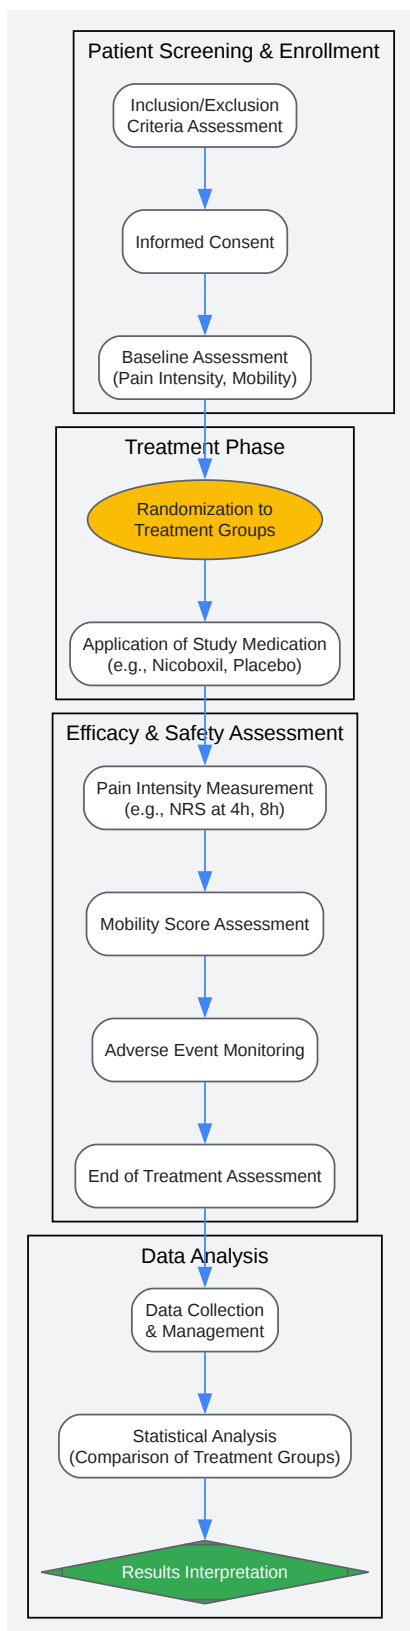 Patient Screening & Enrollment
Inclusion/Exclusion
Criteria Assessment
Informed Consent
Baseline Assessment
(Pain Intensity, Mobility)
Treatment Phase
Randomization to
Treatment Groups
Application of Study Medication
(e.g., Nicoboxil, Placebo)
Efficacy & Safety Assessment
Pain Intensity Measurement
(e.g., NRS at 4h, 8h)
Mobility Score Assessment
Adverse Event Monitoring
End of Treatment Assessment
Data Analysis
Data Collection
& Management
Statistical Analysis
(Comparison of Treatment Groups)
Results Interpretation